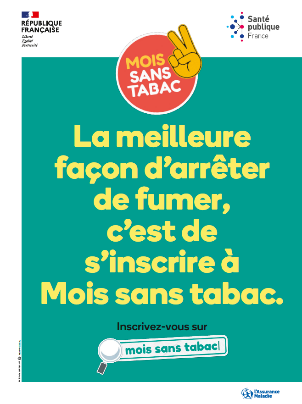 RÉPUBLIQUE
FRANÇAISE
Liberté
Égalité
Fraternité
Santé
publique
France
MOIS
SANS
TABAC
La meilleure
façon d'arrêter
de fumer,
c'est de
s'inscrire à
Mois sans tabac.
Inscrivez-vous sur
mois sans tabac
l'Assurance
Maladie